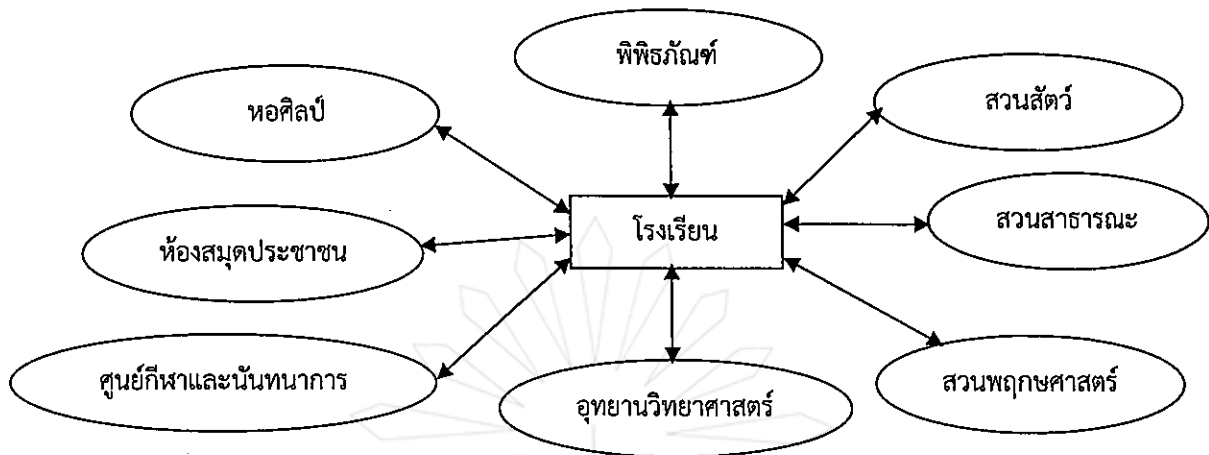 พิพิธภัณฑ์
หอศิลป์
สวนสัตว์
โรงเรียน
สวนสาธารณะ
ห้องสมุดประชาชน
ศูนย์กีฬาและนันทนาการ
อุทยานวิทยาศาสตร์
สวนพฤกษศาสตร์